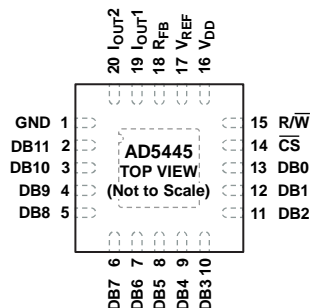 20 IOUT2
19 IOUT1
18 RFB
17 VREF
16 VDD
GND 1
DB11 2
DB10 3
DB9 4
DB8 5
AD5445
TOP VIEW
(Not to Scale)
15 R/W̅
14 C̅S̅
13 DB0
12 DB1
11 DB2
DB7 6
DB6 7
DB5 8
DB4 9
DB3 10